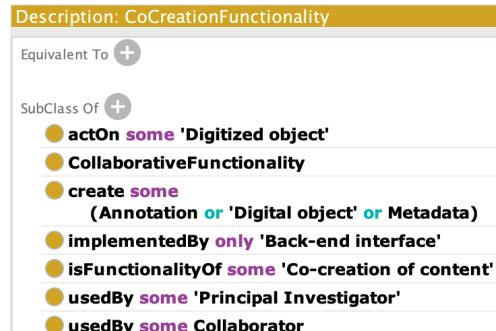 Description: CoCreationFunctionality
Equivalent To
SubClass Of
actOn some 'Digitized object'
CollaborativeFunctionality
create some
(Annotation or 'Digital object' or Metadata)
implementedBy only 'Back-end interface'
isFunctionalityOf some 'Co-creation of content'
usedBy some 'Principal Investigator'
usedBy some Collaborator